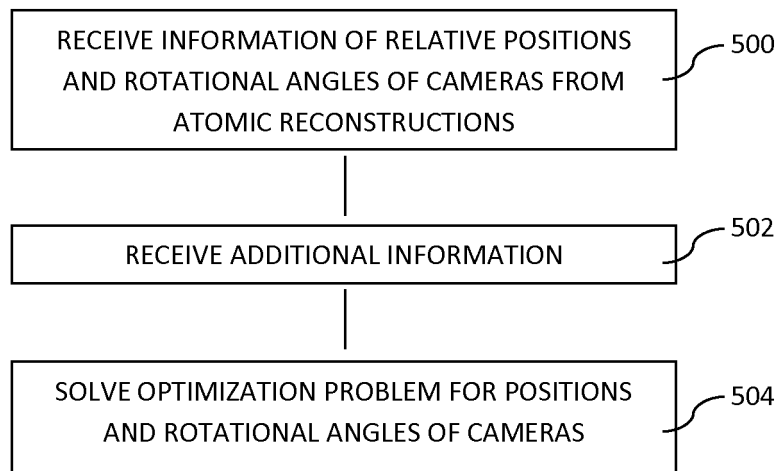 RECEIVE INFORMATION OF RELATIVE POSITIONS
AND ROTATIONAL ANGLES OF CAMERAS FROM
ATOMIC RECONSTRUCTIONS
500
RECEIVE ADDITIONAL INFORMATION
502
SOLVE OPTIMIZATION PROBLEM FOR POSITIONS
AND ROTATIONAL ANGLES OF CAMERAS
504